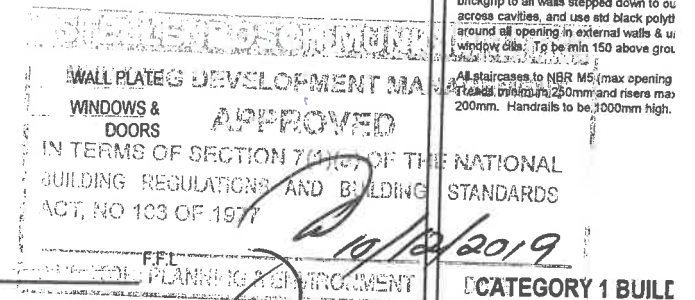 brickgrip to all walls stepped down to ou
across cavities, and use std black polyth
around all opening in external walls & u
window cills. To be min 150 above grou
All staircases to NBR M5 (max opening
Treads minimum 250mm and risers max
200mm. Handrails to be 1000mm high.
STELLENBOSCH MUN
WALL PLATE
G DEVELOPMENT MA
WINDOWS &
DOORS
APPROVED
IN TERMS OF SECTION 7(1)(a) OF THE NATIONAL
BUILDING REGULATIONS AND BUILDING STANDARDS
ACT, NO 103 OF 1977
10/12/2019
F.F.L
PLANNING & ENVIRONMENT
CATEGORY 1 BUILD